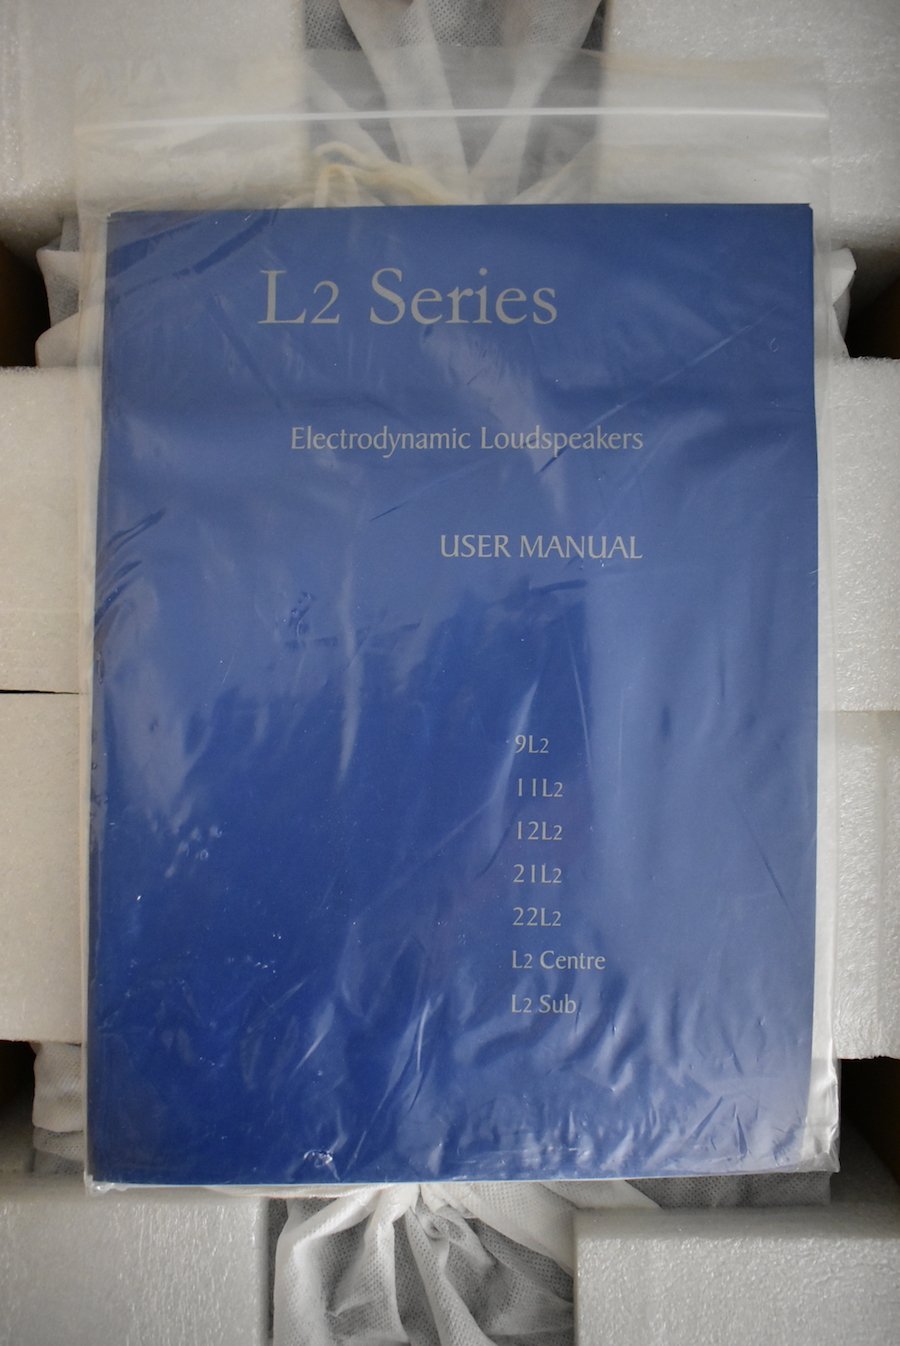 L2 Series
Electrodynamic Loudspeakers
USER MANUAL
9L2
11L2
12L2
21L2
22L2
L2 Centre
L2 Sub